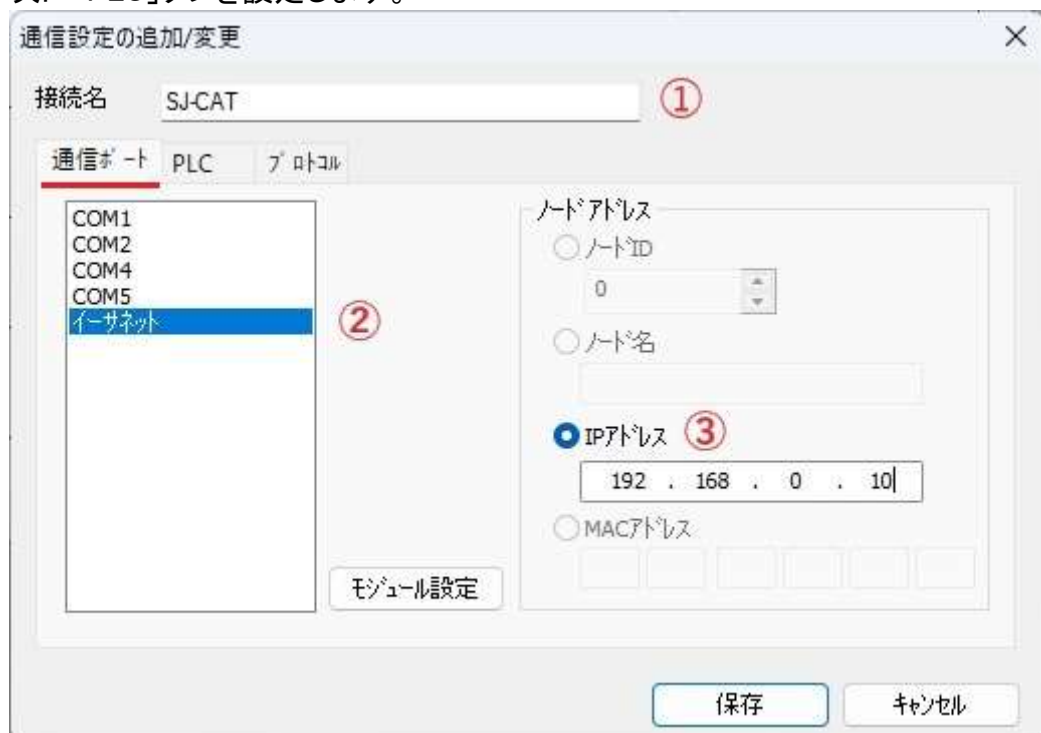 通信設定の追加/変更
接続名 SJ-CAT ①
通信ﾎﾟｰﾄ PLC ﾌﾟﾛﾄｺﾙ
COM1
COM2
COM4
COM5
イーサネット
②
モジュール設定
ﾉｰﾄﾞｱﾄﾞﾚｽ
ﾉｰﾄﾞID
0
ﾉｰﾄﾞ名
IPｱﾄﾞﾚｽ ③
192 . 168 . 0 . 10
MACｱﾄﾞﾚｽ
保存 ｷｬﾝｾﾙ